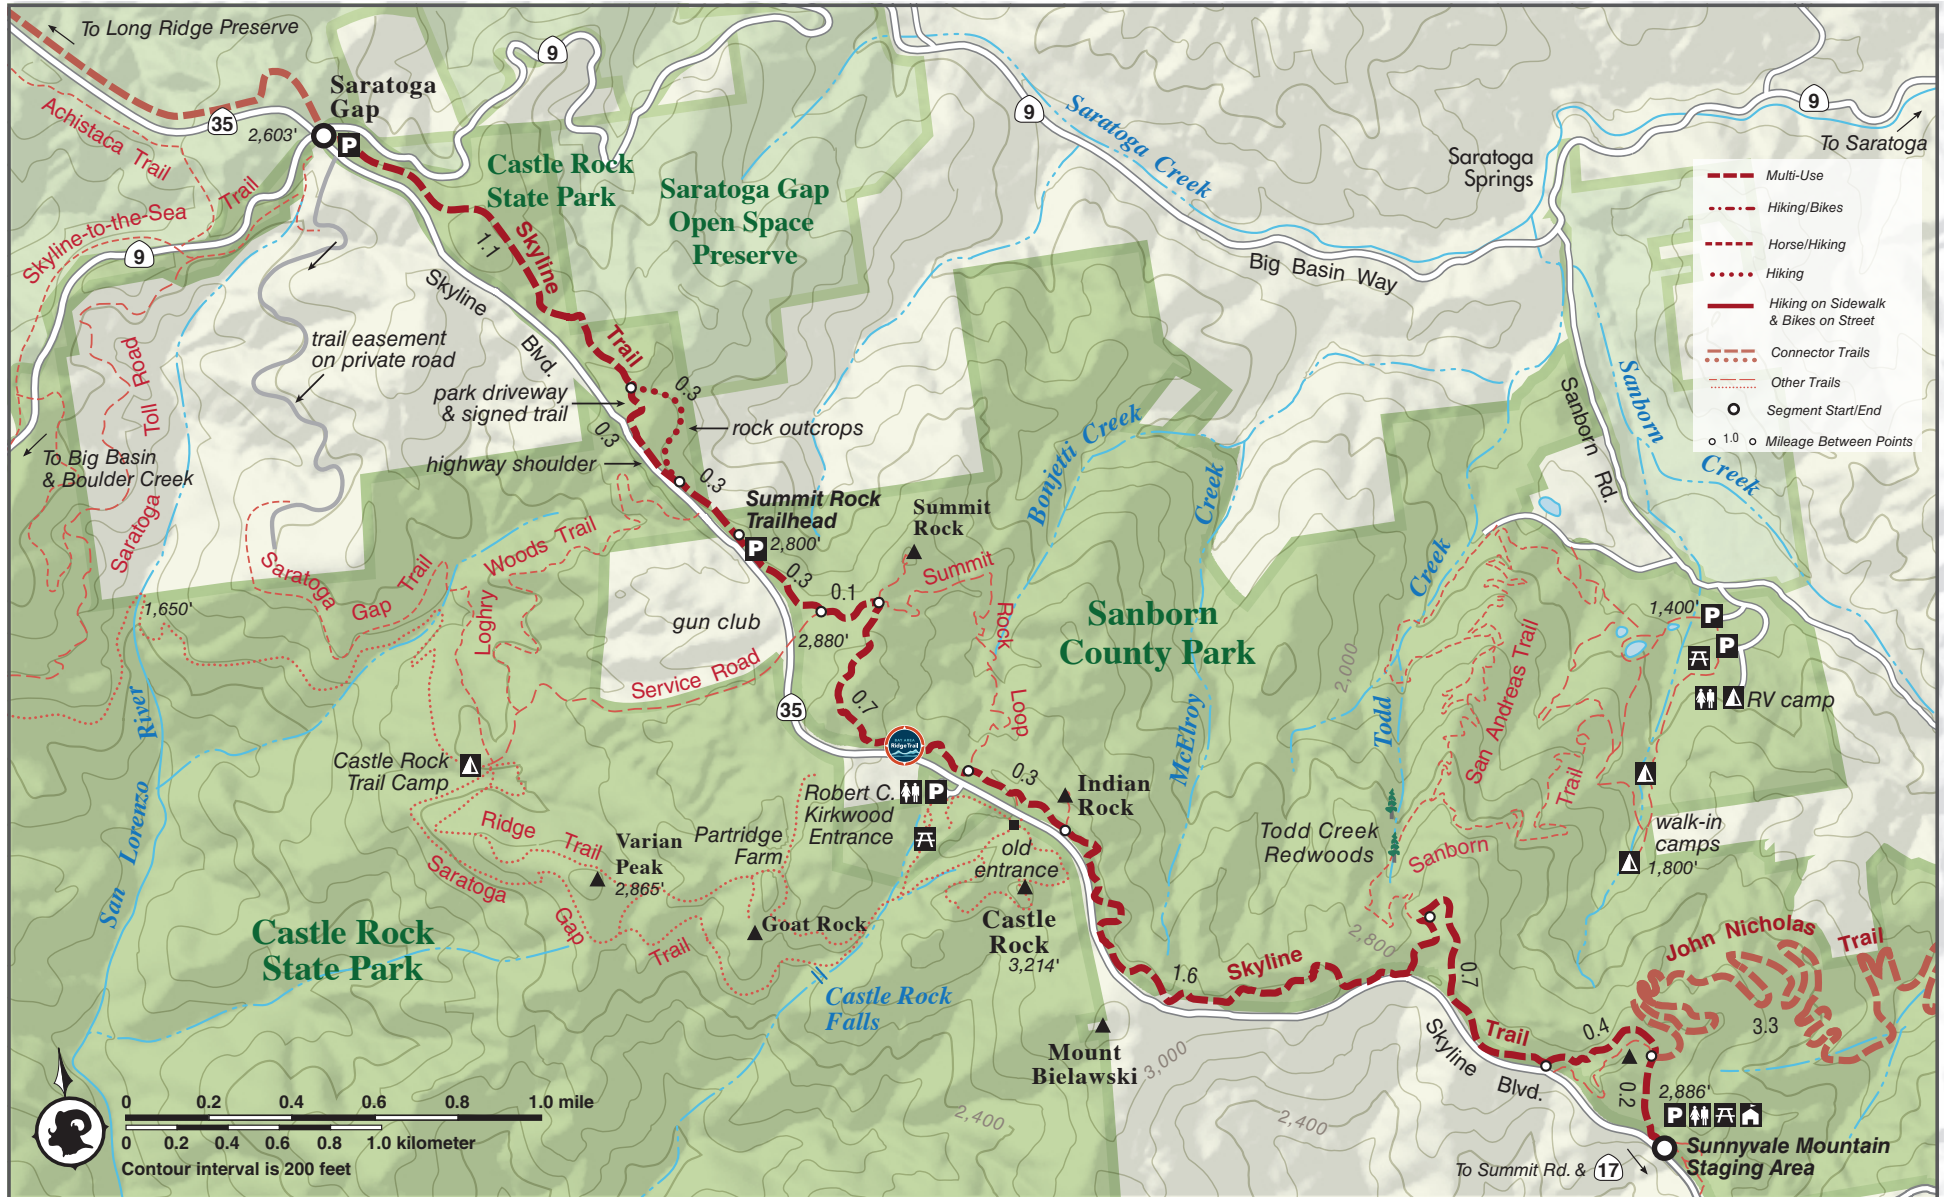 To Long Ridge Preserve
Saratoga
Gap
2,603'
35
9
P
Achistaca Trail
Skyline-to-the-Sea
Trail
9
Castle Rock
State Park
Saratoga Gap
Open Space
Preserve
9
Saratoga Creek
Saratoga
Springs
9
To Saratoga
Big Basin Way
Multi-Use
Hiking/Bikes
Horse/Hiking
Hiking
Hiking on Sidewalk
& Bikes on Street
Connector Trails
Other Trails
Segment Start/End
1.0
Mileage Between Points
Skyline
1.1
Trail
Skyline
Blvd.
trail easement
on private road
park driveway
& signed trail
0.3
0.3
rock outcrops
highway shoulder
0.3
Toll Road
Saratoga
To Big Basin
& Boulder Creek
1,650'
Summit Rock
Trailhead
P
2,800'
Summit
Rock
Summit
Rock
Loop
0.3
0.1
2,880'
0.7
gun club
Service Road
35
Saratoga
Gap
Trail
Woods Trail
Loghry
Bonjetti Creek
Creek
McElroy
Sanborn
County Park
Sanborn Rd.
Sanborn
Creek
Creek
Todd
2,000
San Andreas Trail
1,400'
P
P
RV camp
Trail
Sanborn
walk-in
camps
1,800'
Todd Creek
Redwoods
San Lorenzo River
Castle Rock
Trail Camp
Ridge
Trail
Saratoga
Gap
Trail
Varian
Peak
2,865'
Partridge
Farm
Goat Rock
BAY AREA
Ridge Trail
Robert C.
Kirkwood
Entrance
P
old
entrance
0.3
Indian
Rock
Castle
Rock
3,214'
Castle Rock
State Park
Castle Rock
Falls
Mount
Bielawski
3,000
2,400
2,400
1.6
Skyline
2,800
0.7
Trail
Skyline
Blvd.
0.4
0.2
John Nicholas
Trail
3.3
2,886'
P
Sunnyvale Mountain
Staging Area
To Summit Rd. &
17
0 0.2 0.4 0.6 0.8 1.0 mile
0 0.2 0.4 0.6 0.8 1.0 kilometer
Contour interval is 200 feet